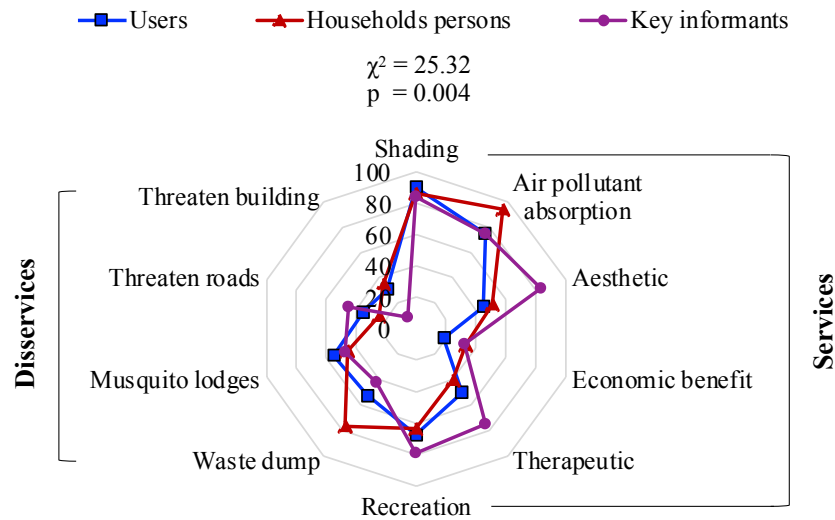 Users Households persons Key informants
χ² = 25.32
p = 0.004
Shading
Air pollutant
absorption
Aesthetic
Economic benefit
Therapeutic
Recreation
Waste dump
Musquito lodges
Threaten roads
Threaten building
100
80
60
40
20
0
Disservices
Services